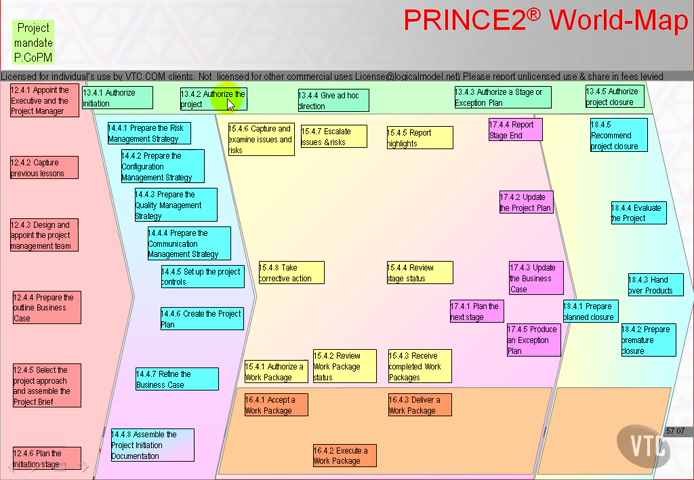 PRINCE2® World-Map
Project
mandate
P:CoPM
Licensed for individual's use by VTC.COM clients. Not licensed for other commercial uses License@logicalmodel.net) Please report unlicensed use & share in fees levied
12.4.1 Appoint the
Executive and the
Project Manager
13.4.1 Authorize
initiation
13.4.2 Authorize the
project
13.4.4 Give ad hoc
direction
13.4.3 Authorize a Stage or
Exception Plan
13.4.5 Authorize
project closure
14.4.1 Prepare the Risk
Management Strategy
15.4.6 Capture and
examine issues and
risks
15.4.7 Escalate
issues & risks
15.4.5 Report
highlights
17.4.4 Report
Stage End
18.4.5
Recommend
project closure
12.4.2 Capture
previous lessons
14.4.2 Prepare the
Configuration
Management Strategy
14.4.3 Prepare the
Quality Management
Strategy
17.4.2 Update
the Project Plan
18.4.4 Evaluate
the Project
12.4.3 Design and
appoint the project
management team
14.4.4 Prepare the
Communication
Management Strategy
14.4.5 Set up the project
controls
15.4.8 Take
corrective action
15.4.4 Review
stage status
17.4.3 Update
the Business
Case
18.4.3 Hand
over Products
12.4.4 Prepare the
outline Business
Case
14.4.6 Create the Project
Plan
17.4.1 Plan the
next stage
18.4.1 Prepare
planned closure
17.4.5 Produce
an Exception
Plan
18.4.2 Prepare
premature
closure
12.4.5 Select the
project approach
and assemble the
Project Brief
14.4.7 Refine the
Business Case
15.4.1 Authorize a
Work Package
15.4.2 Review
Work Package
status
15.4.3 Receive
completed Work
Packages
16.4.1 Accept a
Work Package
16.4.3 Deliver a
Work Package
14.4.8 Assemble the
Project Initiation
Documentation
12.4.6 Plan the
Initiation stage
16.4.2 Execute a
Work Package
57 07
VTC